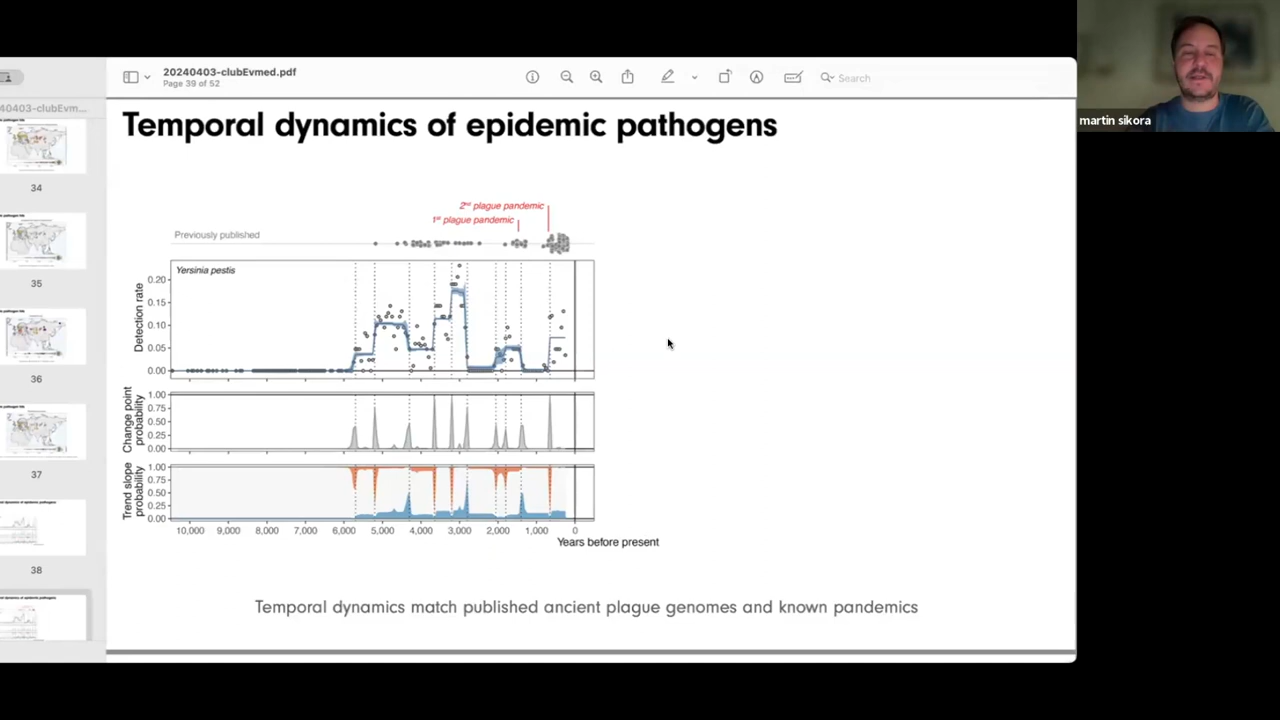 20240403-clubEvmed.pdf
Page 39 of 52
Search
martin sikora
40403-clubEvm...
34
35
36
37
38
Temporal dynamics of epidemic pathogens
2nd plague pandemic
1st plague pandemic
Previously published
Yersinia pestis
Detection rate
0.20
0.15
0.10
0.05
0.00
Change point probability
1.00
0.75
0.50
0.25
0.00
Trend slope probability
1.00
0.75
0.50
0.25
0.00
10,000 9,000 8,000 7,000 6,000 5,000 4,000 3,000 2,000 1,000 0
Years before present
Temporal dynamics match published ancient plague genomes and known pandemics